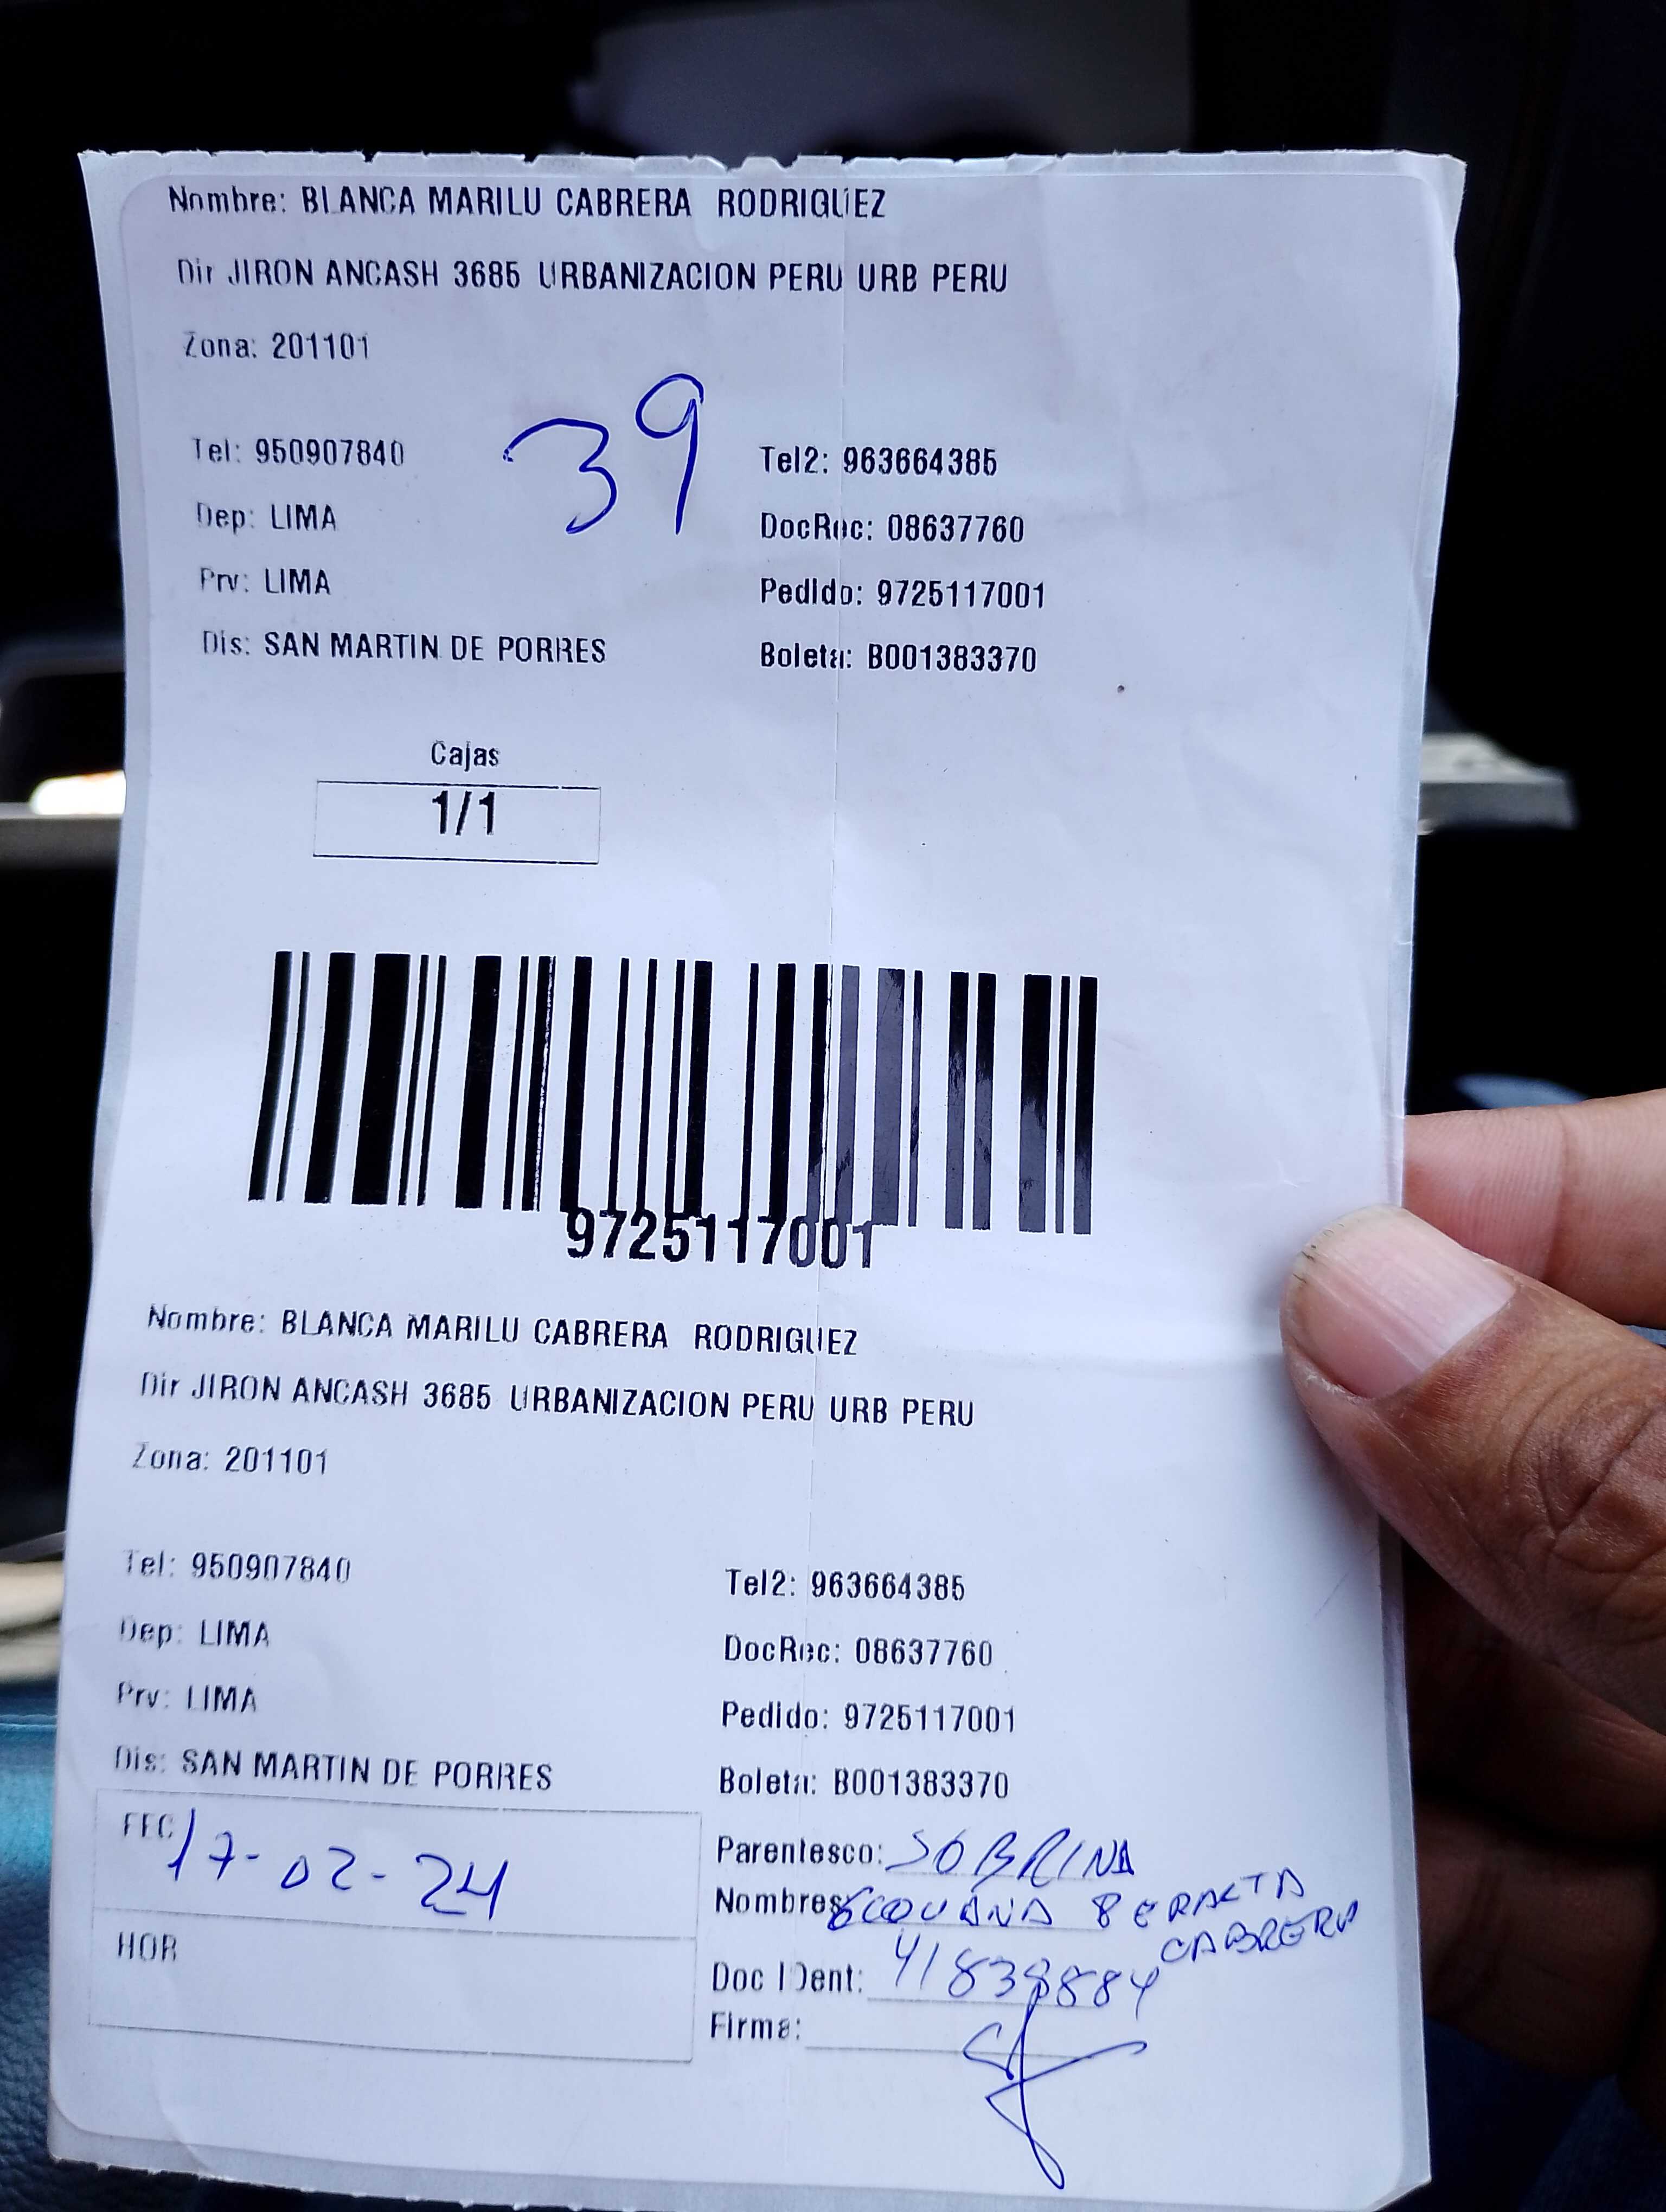 Nombre: BLANCA MARILU CABRERA RODRIGUEZ
Dir JIRON ANCASH 3685 URBANIZACION PERU URB PERU
Zona: 201101
39
Tel: 950907840 Tel2: 963664385
Dep: LIMA DocRec: 08637760
Prv: LIMA Pedido: 9725117001
Dis: SAN MARTIN DE PORRES Boleta: B001383370
Cajas
1/1
9725117001
Nombre: BLANCA MARILU CABRERA RODRIGUEZ
Dir JIRON ANCASH 3685 URBANIZACION PERU URB PERU
Zona: 201101
Tel: 950907840 Tel2: 963664385
Dep: LIMA DocRec: 08637760
Prv: LIMA Pedido: 9725117001
Dis: SAN MARTIN DE PORRES Boleta: B001383370
FEC 17-02-24
HOR
Parentesco: SOBRINA
Nombres PERALTA
CABRERA
Doc IDent:
Firma: